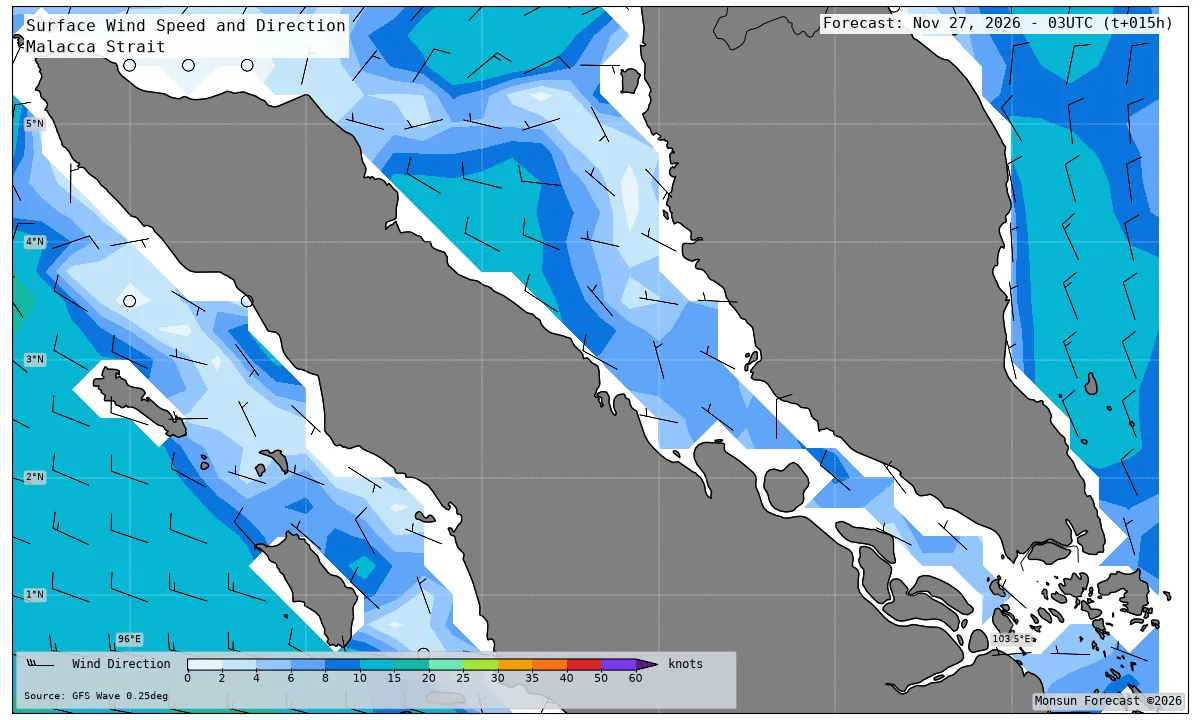 Surface Wind Speed and Direction
Malacca Strait
Forecast: Nov 27, 2026 - 03UTC (t+015h)
5°N
4°N
3°N
2°N
1°N
96°E
103.5°E
Wind Direction
knots
0 2 4 6 8 10 15 20 25 30 35 40 50 60
Source: GFS Wave 0.25deg
Monsun Forecast ©2026